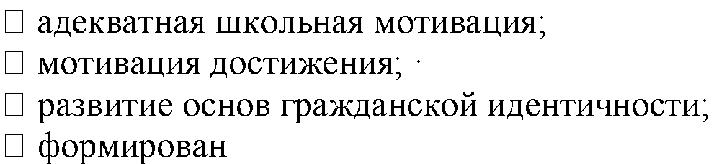 □ адекватная школьная мотивация;
□ мотивация достижения;
□ развитие основ гражданской идентичности;
□ формирован